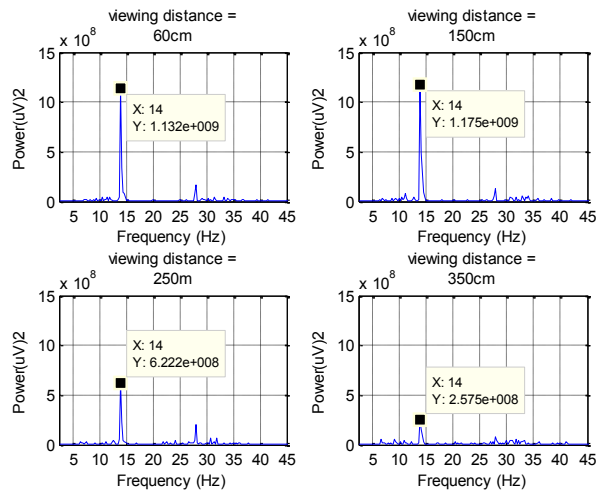 viewing distance =
60cm
x 10 8
15
10
5
0
Power(uV)2
X: 14
Y: 1.132e+009
5 10 15 20 25 30 35 40 45
Frequency (Hz)
viewing distance =
150cm
x 10 8
15
10
5
0
Power(uV)2
X: 14
Y: 1.175e+009
5 10 15 20 25 30 35 40 45
Frequency (Hz)
viewing distance =
250m
x 10 8
15
10
5
0
Power(uV)2
X: 14
Y: 6.222e+008
5 10 15 20 25 30 35 40 45
Frequency (Hz)
viewing distance =
350cm
x 10 8
15
10
5
0
Power(uV)2
X: 14
Y: 2.575e+008
5 10 15 20 25 30 35 40 45
Frequency (Hz)